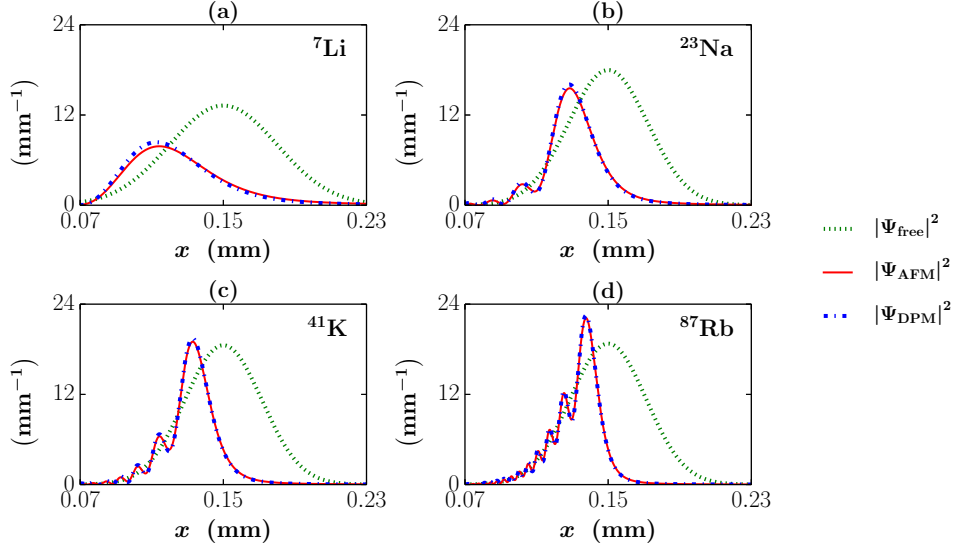 (a)
24
12
0
(mm⁻¹)
⁷Li
0.07 0.15 0.23
x (mm)
(b)
24
12
0
(mm⁻¹)
²³Na
0.07 0.15 0.23
x (mm)
(c)
24
12
0
(mm⁻¹)
⁴¹K
0.07 0.15 0.23
x (mm)
(d)
24
12
0
(mm⁻¹)
⁸⁷Rb
0.07 0.15 0.23
x (mm)
|Ψfree|²
|ΨAFM|²
|ΨDPM|²